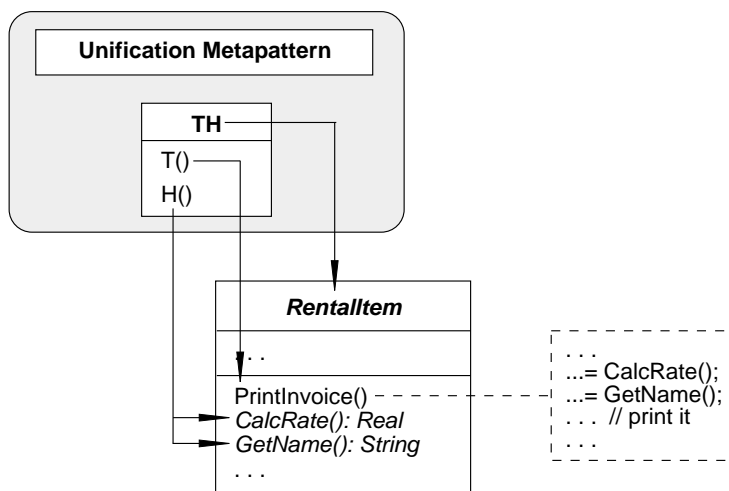 Unification Metapattern
TH
T()
H()
RentalItem
. . .
PrintInvoice()
CalcRate(): Real
GetName(): String
. . .
. . .
...= CalcRate();
...= GetName();
. . . // print it
. . .